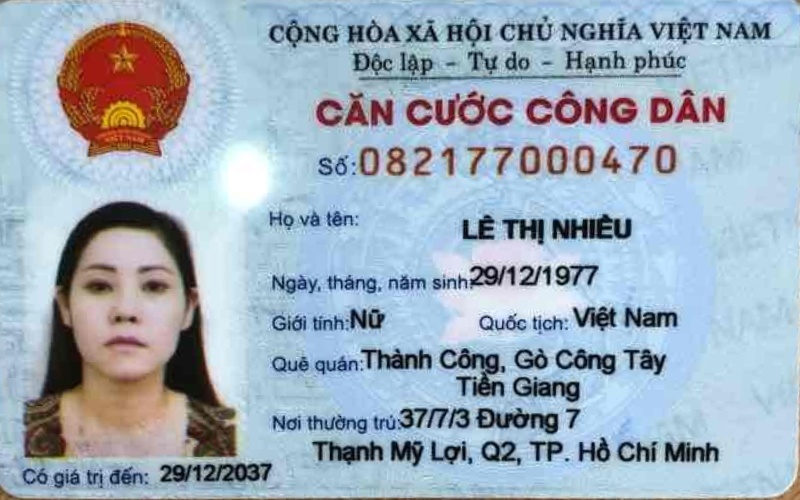 CỘNG HÒA XÃ HỘI CHỦ NGHĨA VIỆT NAM
Độc lập - Tự do - Hạnh phúc
CĂN CƯỚC CÔNG DÂN
Số: 082177000470
Họ và tên: LÊ THỊ NHIỀU
Ngày, tháng, năm sinh: 29/12/1977
Giới tính: Nữ Quốc tịch: Việt Nam
Quê quán: Thành Công, Gò Công Tây
Tiền Giang
Nơi thường trú: 37/7/3 Đường 7
Thạnh Mỹ Lợi, Q2, TP. Hồ Chí Minh
Có giá trị đến: 29/12/2037